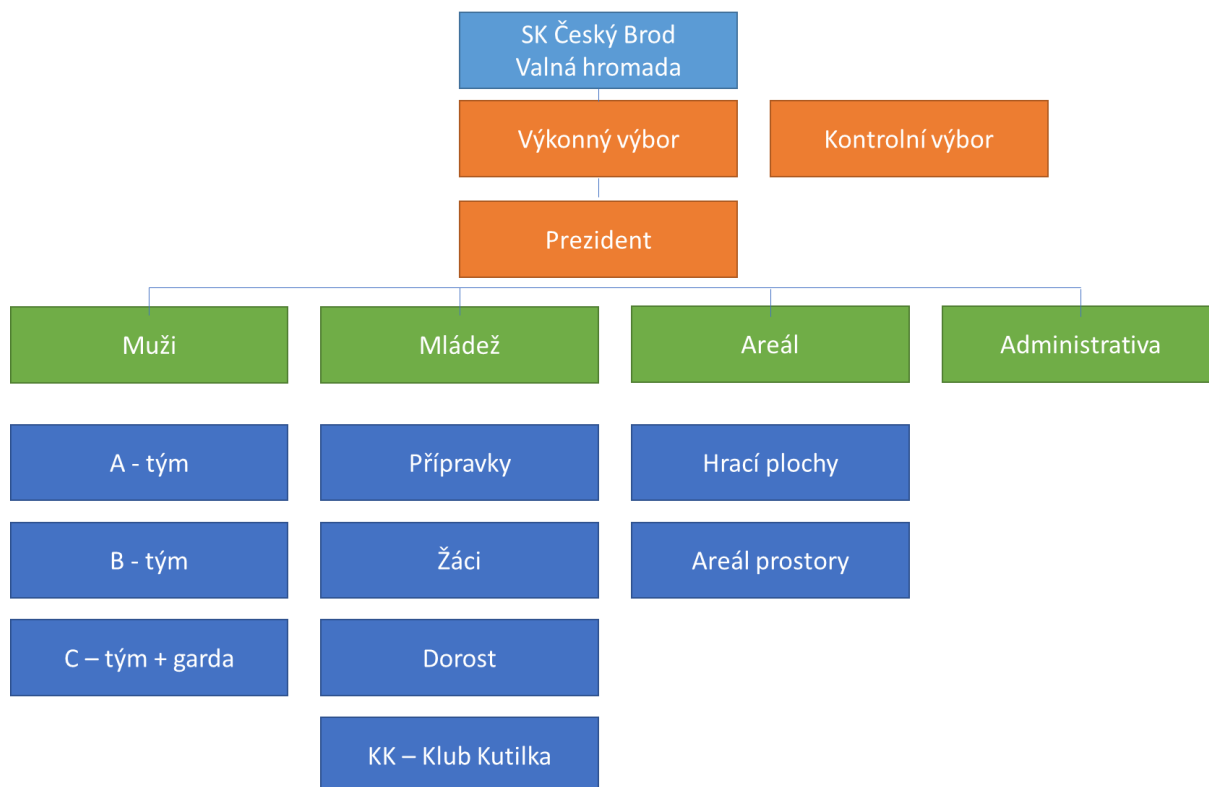 SK Český Brod
Valná hromada
Výkonný výbor
Kontrolní výbor
Prezident
Muži
Mládež
Areál
Administrativa
A - tým
Přípravky
Hrací plochy
B - tým
Žáci
Areál prostory
C – tým + garda
Dorost
KK – Klub Kutilka